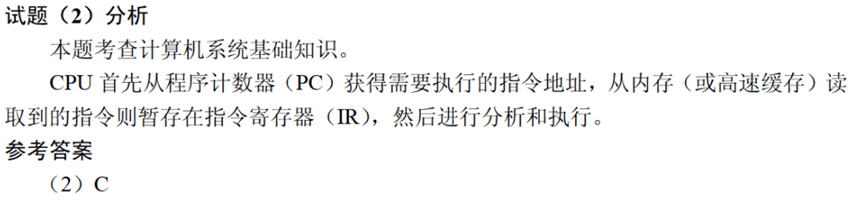 试题（2）分析
本题考查计算机系统基础知识。
CPU 首先从程序计数器（PC）获得需要执行的指令地址，从内存（或高速缓存）读
取到的指令则暂存在指令寄存器（IR），然后进行分析和执行。
参考答案
（2）C